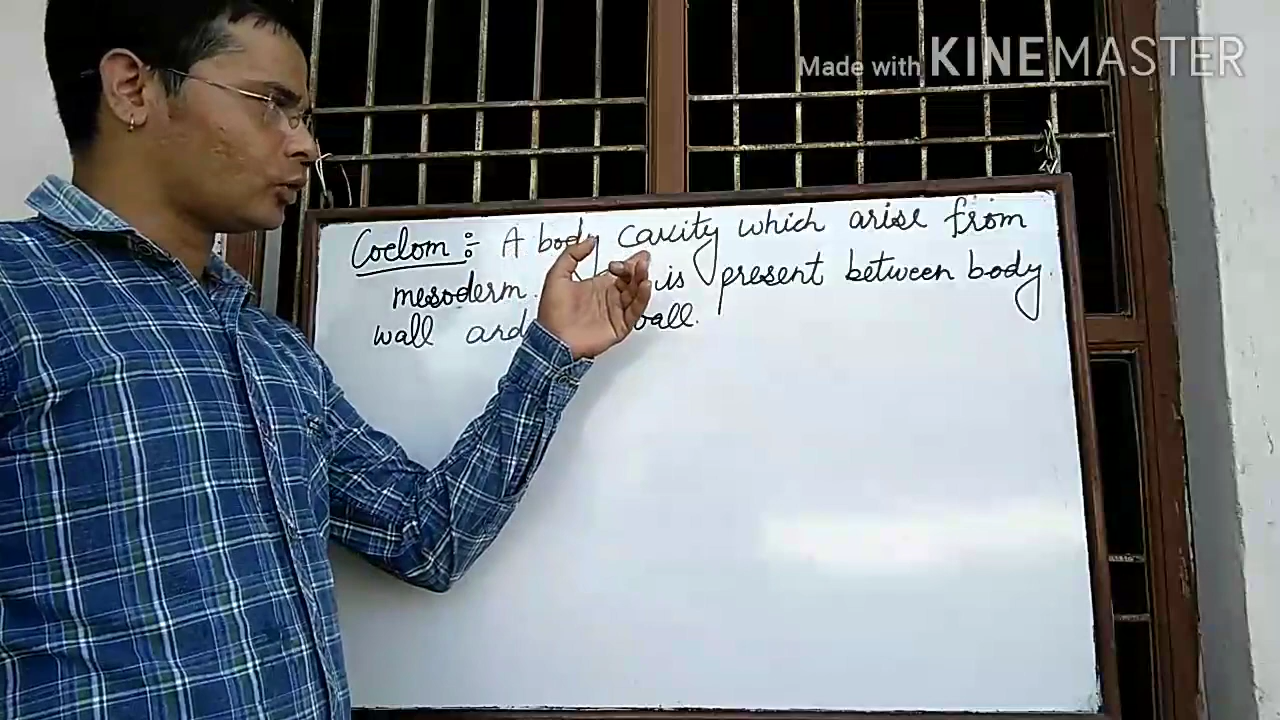 Made with KINEMASTER
Coelom :- A body cavity which arise from
mesoderm. is present between body
wall and wall.